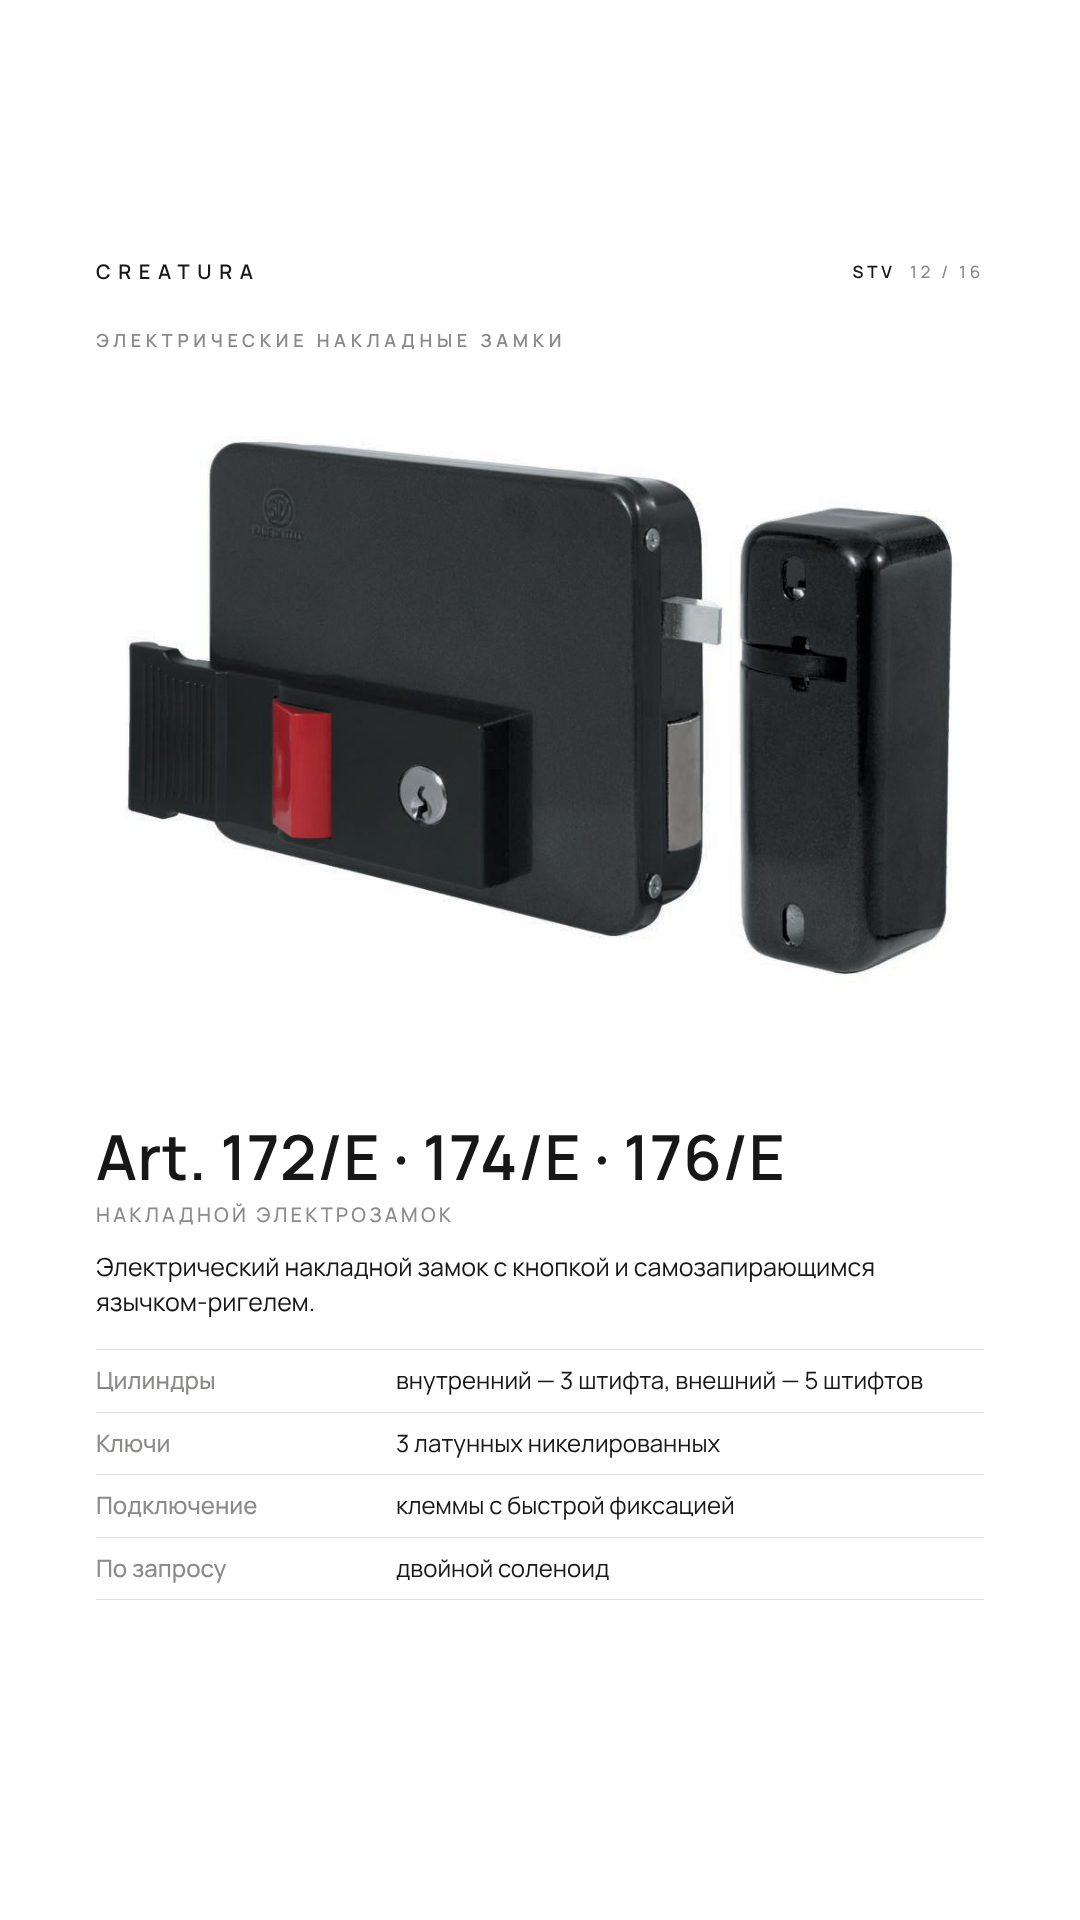 CREATURA
STV 12 / 16
ЭЛЕКТРИЧЕСКИЕ НАКЛАДНЫЕ ЗАМКИ
Art. 172/E · 174/E · 176/E
НАКЛАДНОЙ ЭЛЕКТРОЗАМОК
Электрический накладной замок с кнопкой и самозапирающимся
язычком-ригелем.
Цилиндры внутренний — 3 штифта, внешний — 5 штифтов
Ключи 3 латунных никелированных
Подключение клеммы с быстрой фиксацией
По запросу двойной соленоид